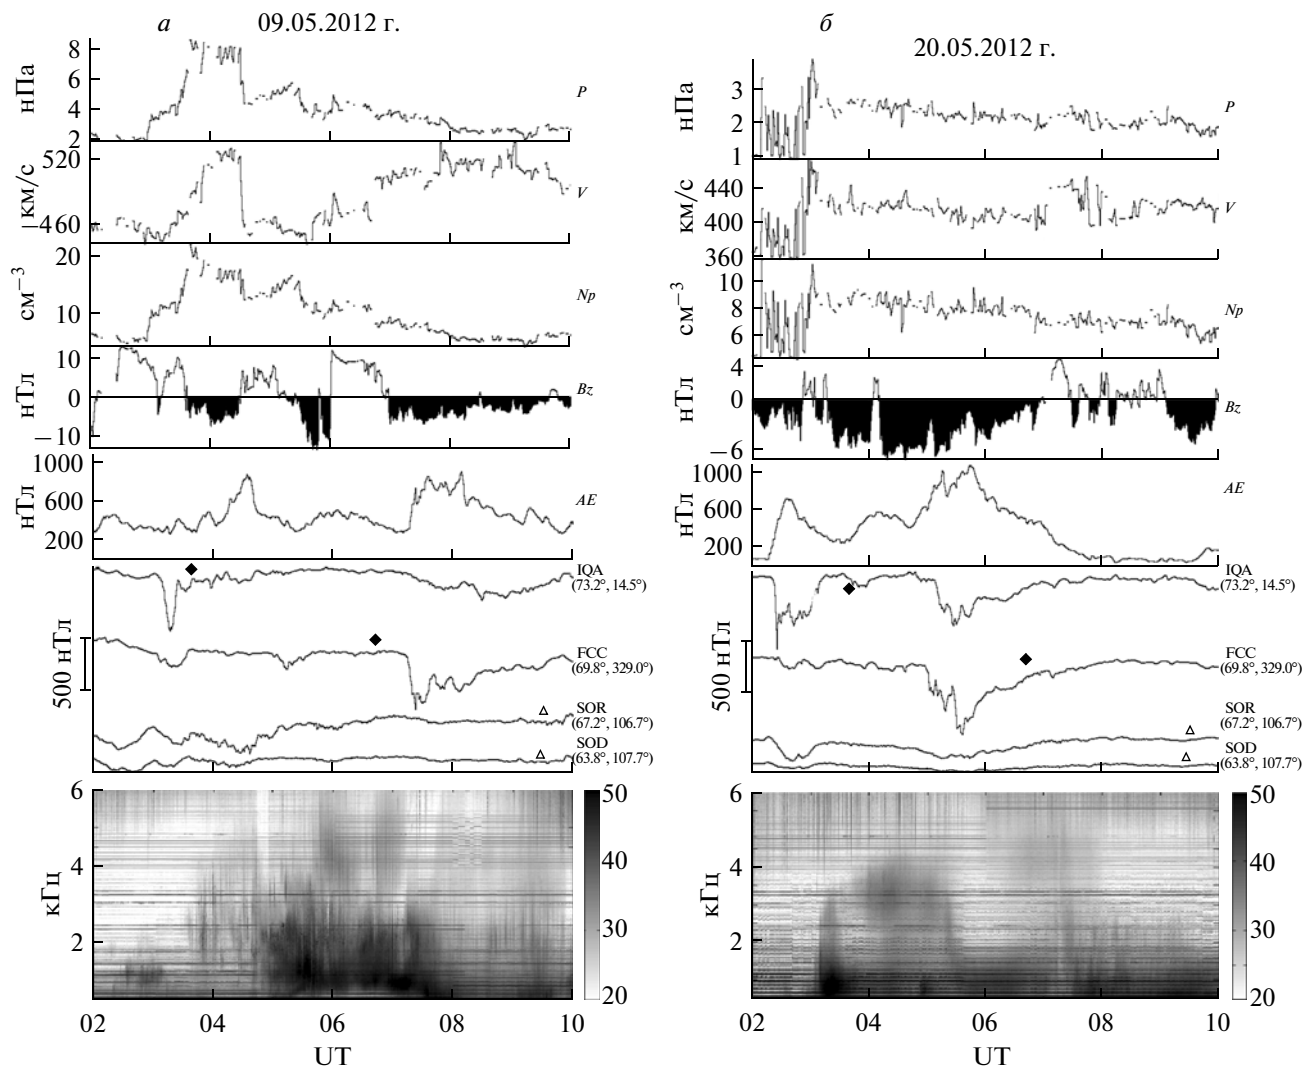 а 09.05.2012 г.
нПа
8
6
4
2
P
км/с
520
460
V
см−3
20
10
Np
нТл
10
0
−10
Bz
нТл
1000
600
200
AE
500 нТл
IQA
(73.2°, 14.5°)
FCC
(69.8°, 329.0°)
SOR
(67.2°, 106.7°)
SOD
(63.8°, 107.7°)
кГц
6
4
2
50
40
30
20
02 04 06 08 10
UT
б 20.05.2012 г.
нПа
3
2
1
P
км/с
440
400
360
V
см−3
10
8
6
Np
нТл
4
0
−6
Bz
нТл
1000
600
200
AE
500 нТл
IQA
(73.2°, 14.5°)
FCC
(69.8°, 329.0°)
SOR
(67.2°, 106.7°)
SOD
(63.8°, 107.7°)
кГц
6
4
2
50
40
30
20
02 04 06 08 10
UT